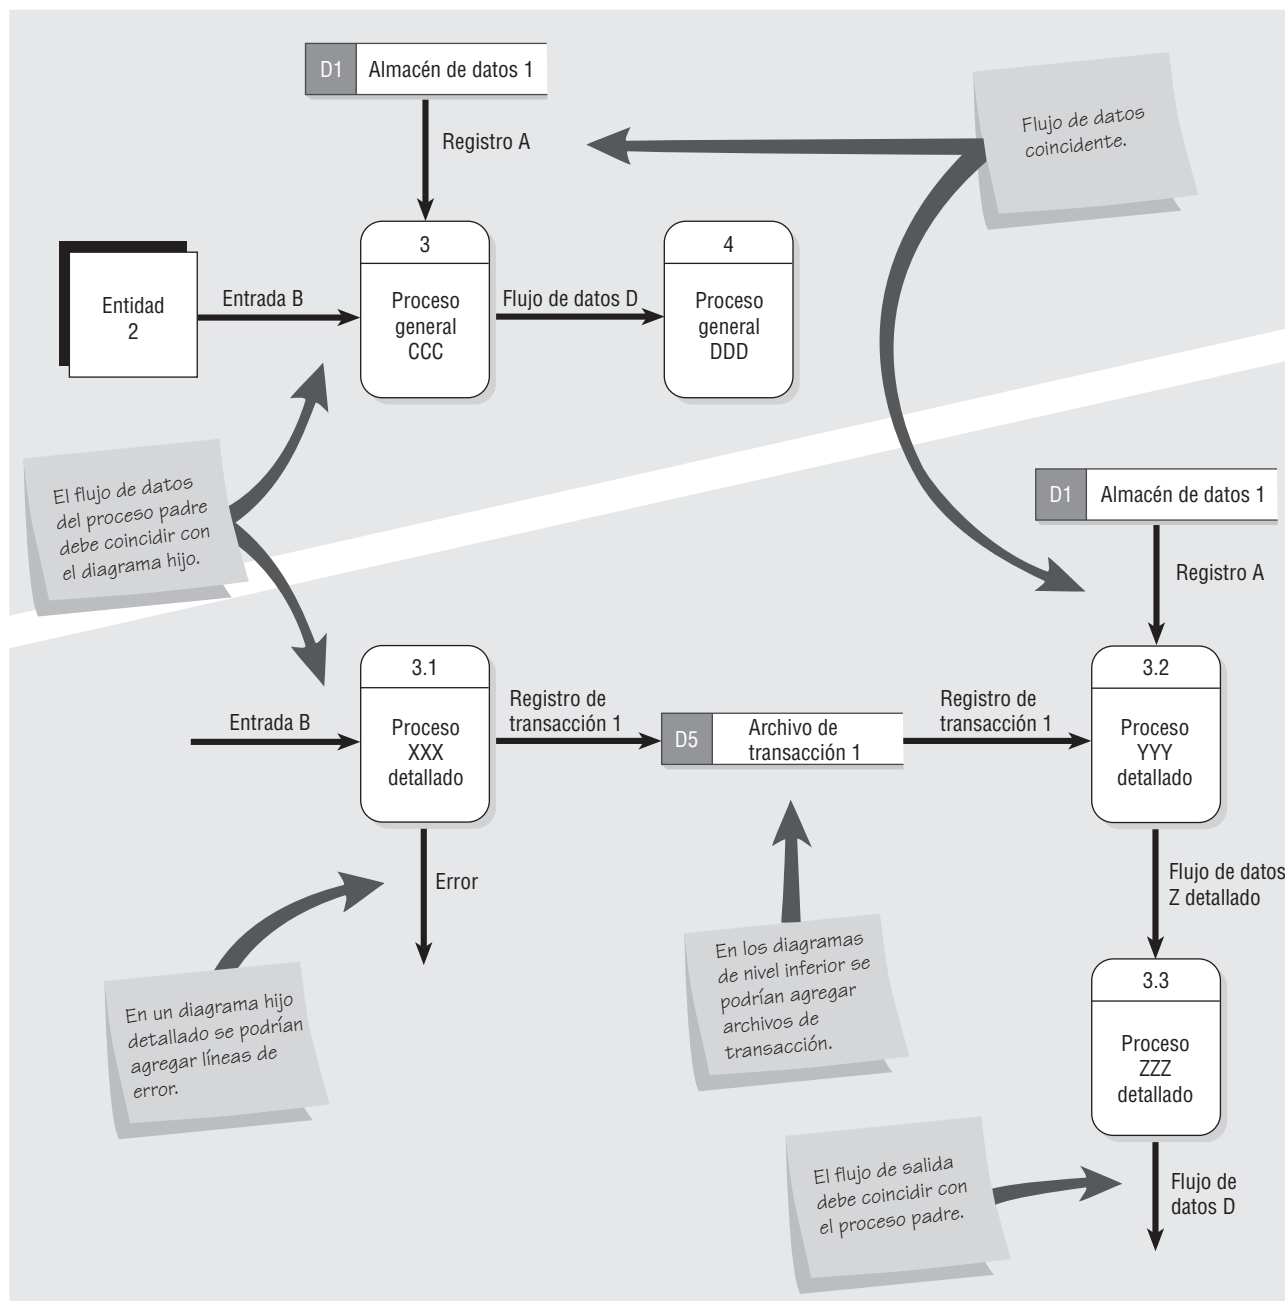 D1 Almacén de datos 1
Registro A
Flujo de datos
coincidente.
3
Proceso
general
CCC
4
Proceso
general
DDD
Entidad
2
Entrada B
Flujo de datos D
El flujo de datos
del proceso padre
debe coincidir con
el diagrama hijo.
D1 Almacén de datos 1
Registro A
3.1
Proceso
XXX
detallado
Entrada B
Registro de
transacción 1
D5 Archivo de
transacción 1
Registro de
transacción 1
3.2
Proceso
YYY
detallado
Error
Flujo de datos
Z detallado
En un diagrama hijo
detallado se podrían
agregar líneas de
error.
En los diagramas
de nivel inferior se
podrían agregar
archivos de
transacción.
3.3
Proceso
ZZZ
detallado
El flujo de salida
debe coincidir con
el proceso padre.
Flujo de
datos D